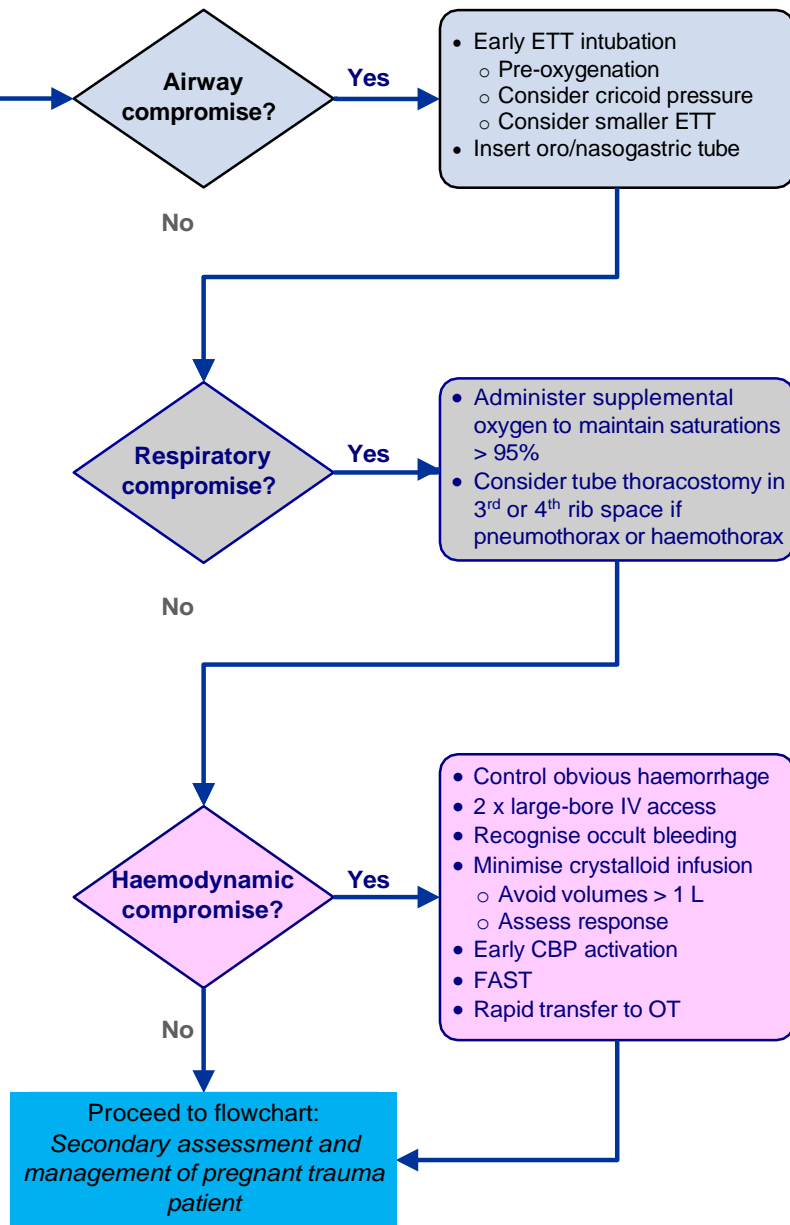 Airway
compromise?
Yes
• Early ETT intubation
o Pre-oxygenation
o Consider cricoid pressure
o Consider smaller ETT
• Insert oro/nasogastric tube
No
Respiratory
compromise?
Yes
• Administer supplemental
oxygen to maintain saturations
> 95%
• Consider tube thoracostomy in
3rd or 4th rib space if
pneumothorax or haemothorax
No
Haemodynamic
compromise?
Yes
• Control obvious haemorrhage
• 2 x large-bore IV access
• Recognise occult bleeding
• Minimise crystalloid infusion
o Avoid volumes > 1 L
o Assess response
• Early CBP activation
• FAST
• Rapid transfer to OT
No
Proceed to flowchart:
Secondary assessment and
management of pregnant trauma
patient